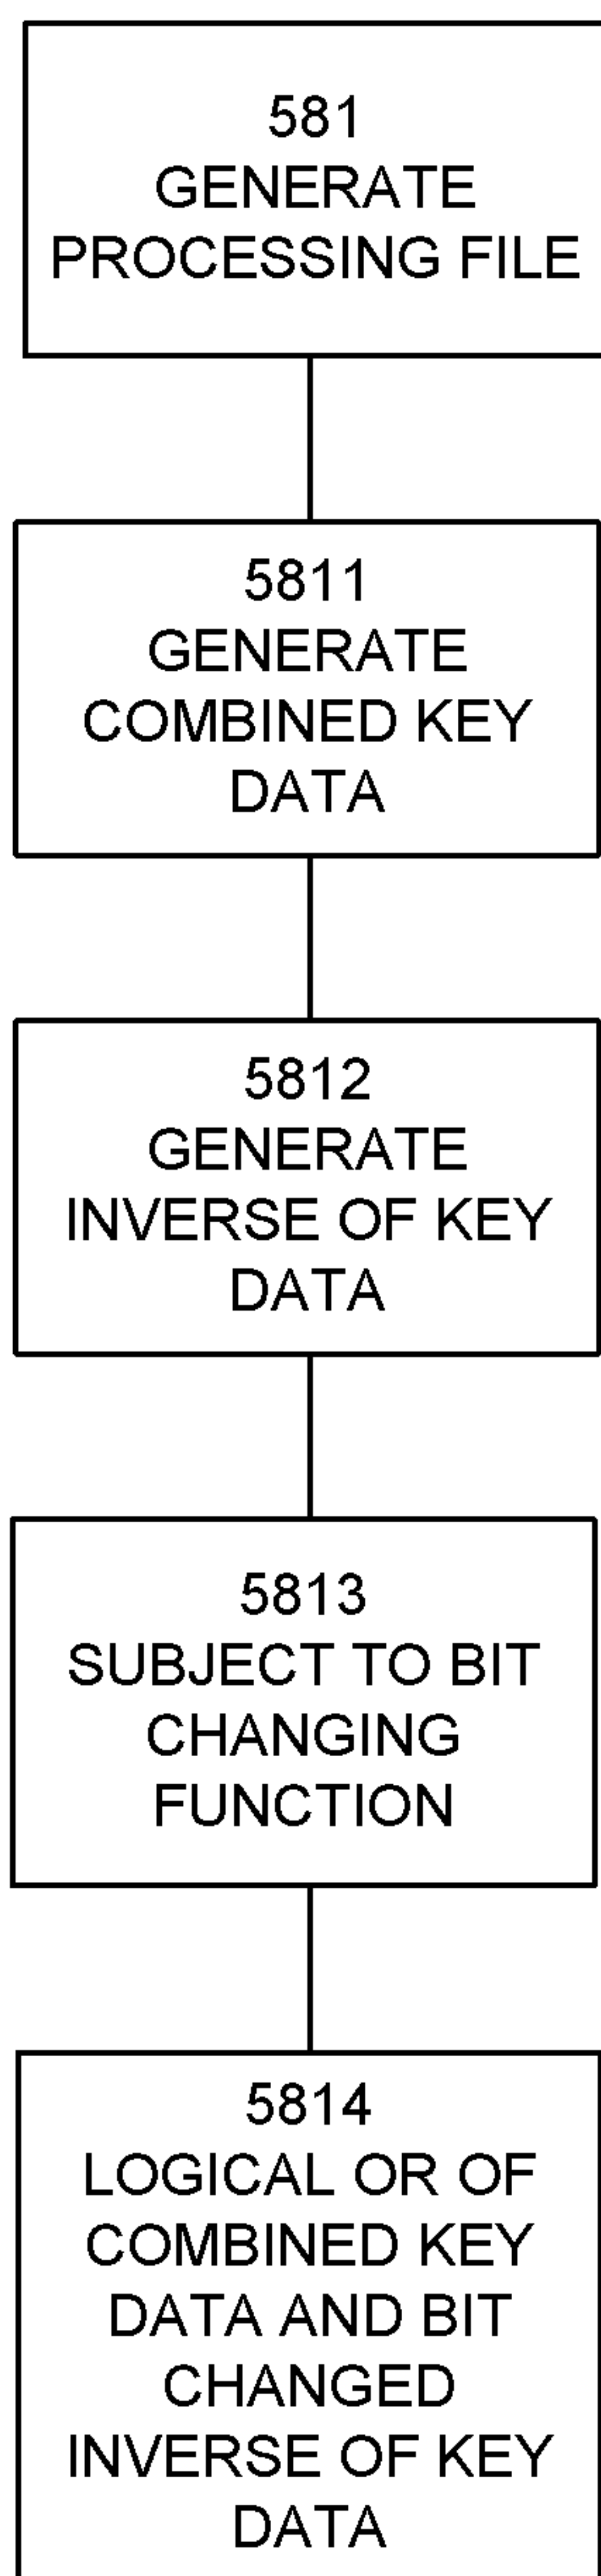 581
GENERATE
PROCESSING FILE
5811
GENERATE
COMBINED KEY
DATA
5812
GENERATE
INVERSE OF KEY
DATA
5813
SUBJECT TO BIT
CHANGING
FUNCTION
5814
LOGICAL OR OF
COMBINED KEY
DATA AND BIT
CHANGED
INVERSE OF KEY
DATA